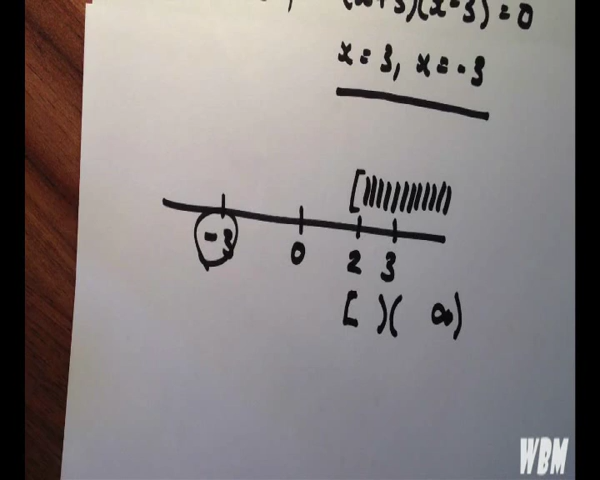 (x+3)(x-3)=0
x=3, x=-3
[
-3 0 2 3
[ )( ∞)
WBM